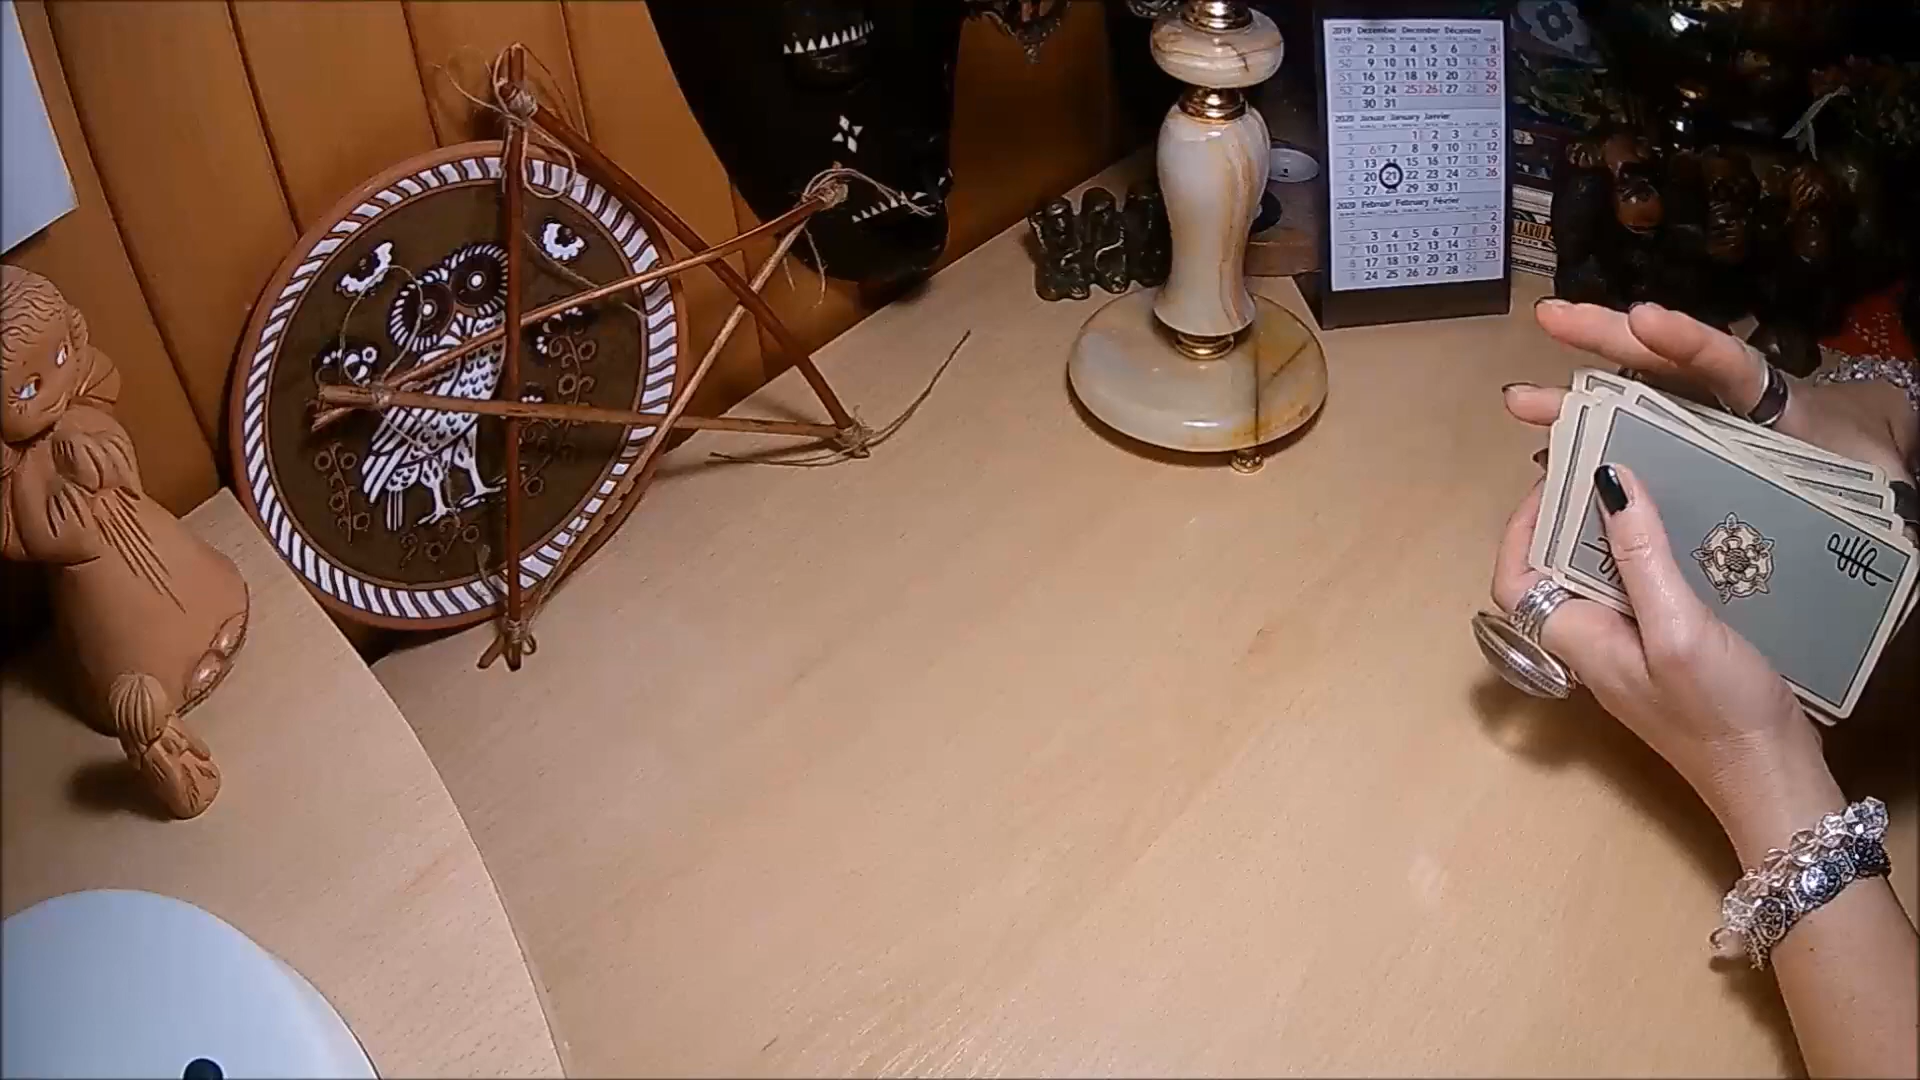 2019 Dezember December Décembre
49 2 3 4 5 6 7 8
50 9 10 11 12 13 14 15
51 16 17 18 19 20 21 22
52 23 24 25 26 27 28 29
1 30 31
2020 Januar January Janvier
1 1 2 3 4 5
2 6 7 8 9 10 11 12
3 13 14 15 16 17 18 19
4 20 21 22 23 24 25 26
5 27 28 29 30 31
2020 Februar February Février
5 1 2
6 3 4 5 6 7 8 9
7 10 11 12 13 14 15 16
8 17 18 19 20 21 22 23
9 24 25 26 27 28 29